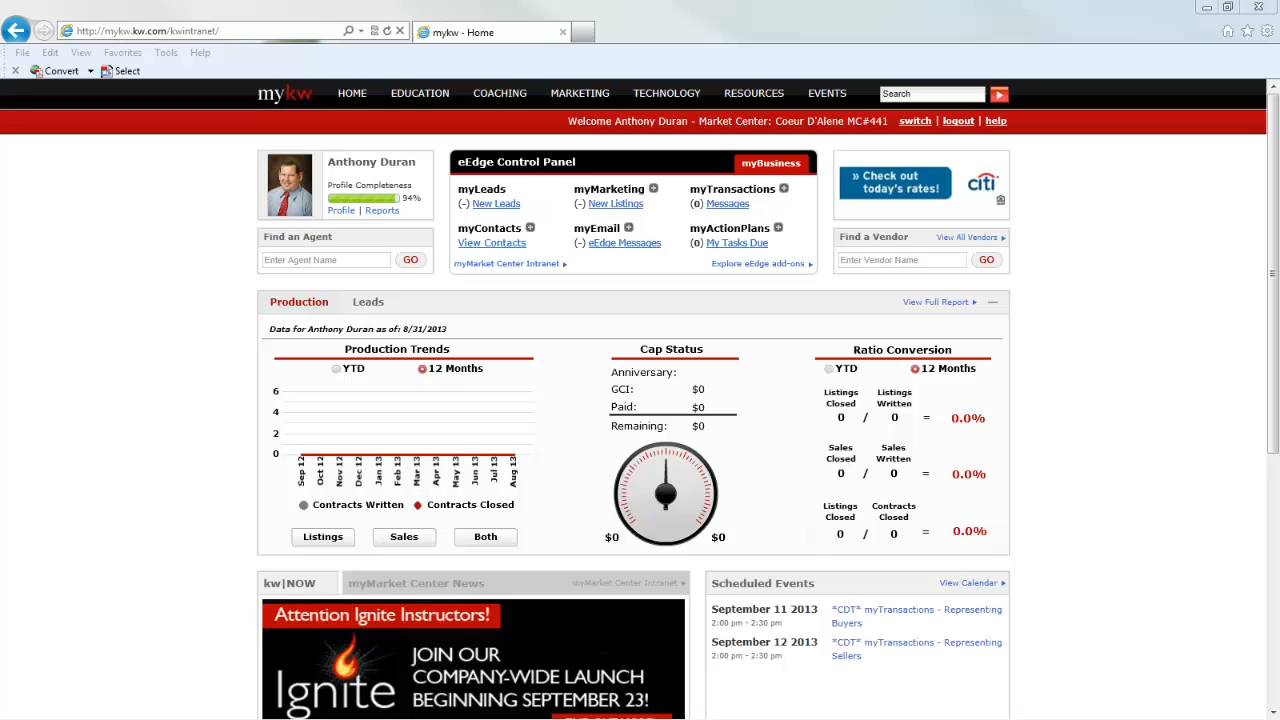 http://mykw.kw.com/kwintranet/
mykw - Home
File Edit View Favorites Tools Help
Convert Select
mykw HOME EDUCATION COACHING MARKETING TECHNOLOGY RESOURCES EVENTS Search
Welcome Anthony Duran - Market Center: Coeur D'Alene MC#441 switch | logout | help
Anthony Duran
Profile Completeness
94%
Profile | Reports
Find an Agent
Enter Agent Name GO
eEdge Control Panel myBusiness
myLeads myMarketing myTransactions
(-) New Leads (-) New Listings (0) Messages
myContacts myEmail myActionPlans
View Contacts (-) eEdge Messages (0) My Tasks Due
myMarket Center Intranet Explore eEdge add-ons
» Check out
today's rates!
citi
Find a Vendor View All Vendors
Enter Vendor Name GO
Production Leads View Full Report
Data for Anthony Duran as of: 8/31/2013
Production Trends
YTD 12 Months
6
4
2
0
Sep 12 Oct 12 Nov 12 Dec 12 Jan 13 Feb 13 Mar 13 Apr 13 May 13 Jun 13 Jul 13 Aug 13
Contracts Written Contracts Closed
Listings Sales Both
Cap Status
Anniversary:
GCI: $0
Paid: $0
Remaining: $0
$0 $0
Ratio Conversion
YTD 12 Months
Listings Listings
Closed Written
0 / 0 = 0.0%
Sales Sales
Closed Written
0 / 0 = 0.0%
Listings Contracts
Closed Closed
0 / 0 = 0.0%
kw|NOW myMarket Center News myMarket Center Intranet
Attention Ignite Instructors!
Ignite
JOIN OUR
COMPANY-WIDE LAUNCH
BEGINNING SEPTEMBER 23!
Scheduled Events View Calendar
September 11 2013 *CDT* myTransactions - Representing
2:00 pm - 2:30 pm Buyers
September 12 2013 *CDT* myTransactions - Representing
2:00 pm - 2:30 pm Sellers